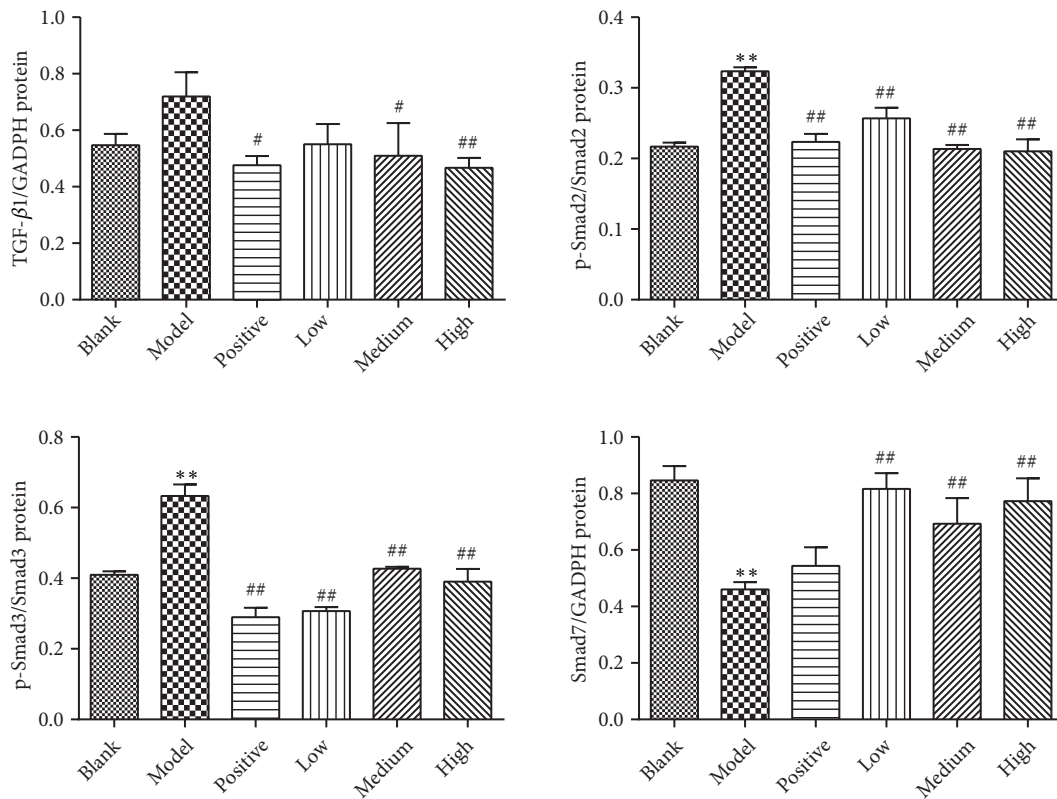 TGF-β1/GADPH protein
1.0
0.8
0.6
0.4
0.2
0.0
#
#
##
Blank
Model
Positive
Low
Medium
High
p-Smad2/Smad2 protein
0.4
0.3
0.2
0.1
0.0
**
##
##
##
##
Blank
Model
Positive
Low
Medium
High
p-Smad3/Smad3 protein
0.8
0.6
0.4
0.2
0.0
**
##
##
##
##
Blank
Model
Positive
Low
Medium
High
Smad7/GADPH protein
1.0
0.8
0.6
0.4
0.2
0.0
**
##
##
##
Blank
Model
Positive
Low
Medium
High